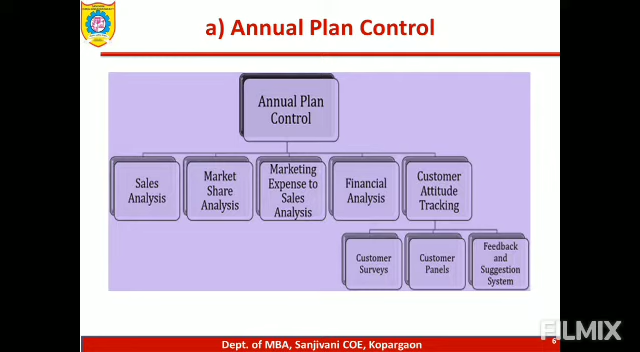 a) Annual Plan Control
Annual Plan
Control
Sales
Analysis
Market
Share
Analysis
Marketing
Expense to
Sales
Analysis
Financial
Analysis
Customer
Attitude
Tracking
Customer
Surveys
Customer
Panels
Feedback
and
Suggestion
System
Dept. of MBA, Sanjivani COE, Kopargaon
6
FILMIX